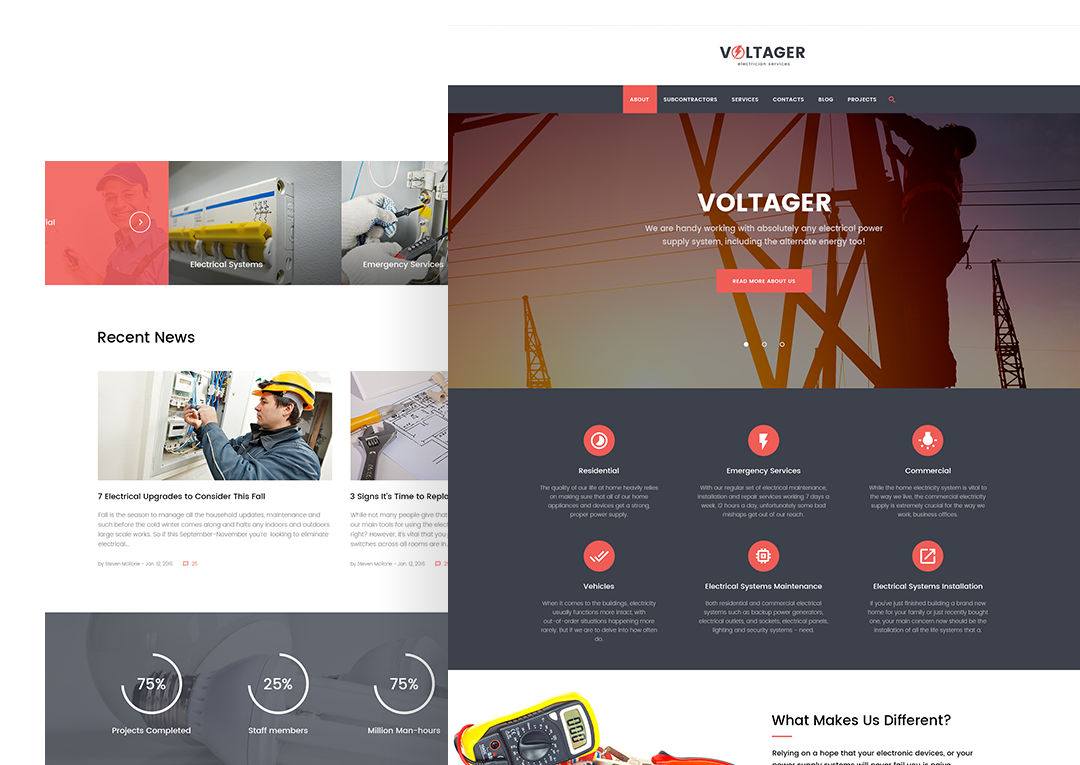 VOLTAGER
electrician services
ABOUT SUBCONTRACTORS SERVICES CONTACTS BLOG PROJECTS
VOLTAGER
We are handy working with absolutely any electrical power
supply system, including the alternate energy too!
READ MORE ABOUT US
Residential
The quality of our life at home heavily relies
on making sure that all of our home
appliances and devices get a strong,
proper power supply.
Emergency Services
With our regular set of electrical maintenance,
installation and repair services working 7 days a
week, 12 hours a day, unfortunately some bad
mishaps get out of our reach.
Commercial
While the home electricity system is vital to
the way we live, the commercial electricity
supply is extremely crucial for the way we
work, business offices.
Vehicles
When it comes to the buildings, electricity
usually functions more intact, with
out-of-order situations happening more
rarely. But if we are to delve into how often
do.
Electrical Systems Maintenance
Both residential and commercial electrical
systems such as backup power generators,
electrical outlets, and sockets, electrical panels,
lighting and security systems - need.
Electrical Systems Installation
If you've just finished building a brand new
home for your family or just recently bought
one, your main concern now should be the
installation of all the life systems that a.
What Makes Us Different?
Relying on a hope that your electronic devices, or your
power supply systems will never fail you is naive.
ial
Electrical Systems
Emergency Services
Recent News
7 Electrical Upgrades to Consider This Fall
Fall is the season to manage all the household updates, maintenance and
such before the cold winter comes along and halts any indoors and outdoors
large scale works. So if this September-November you're looking to eliminate
electrical...
by Steven McGone - Jan. 12, 2016 25
3 Signs It's Time to Repla
While not many people give that
our main tools for using the elect
right? However, it's vital that you
switches across all rooms are in
by Steven McGone - Jan. 12, 2016
75%
Projects Completed
25%
Staff members
75%
Million Man-hours